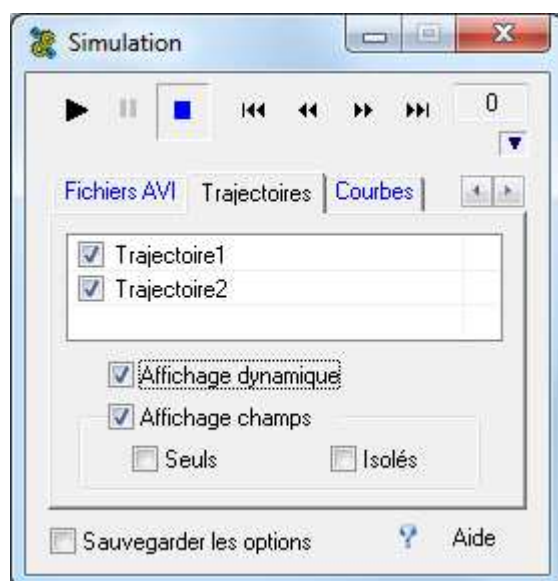 Simulation
0
Fichiers AVI Trajectoires Courbes
Trajectoire1
Trajectoire2
Affichage dynamique
Affichage champs
Seuls Isolés
Sauvegarder les options ? Aide